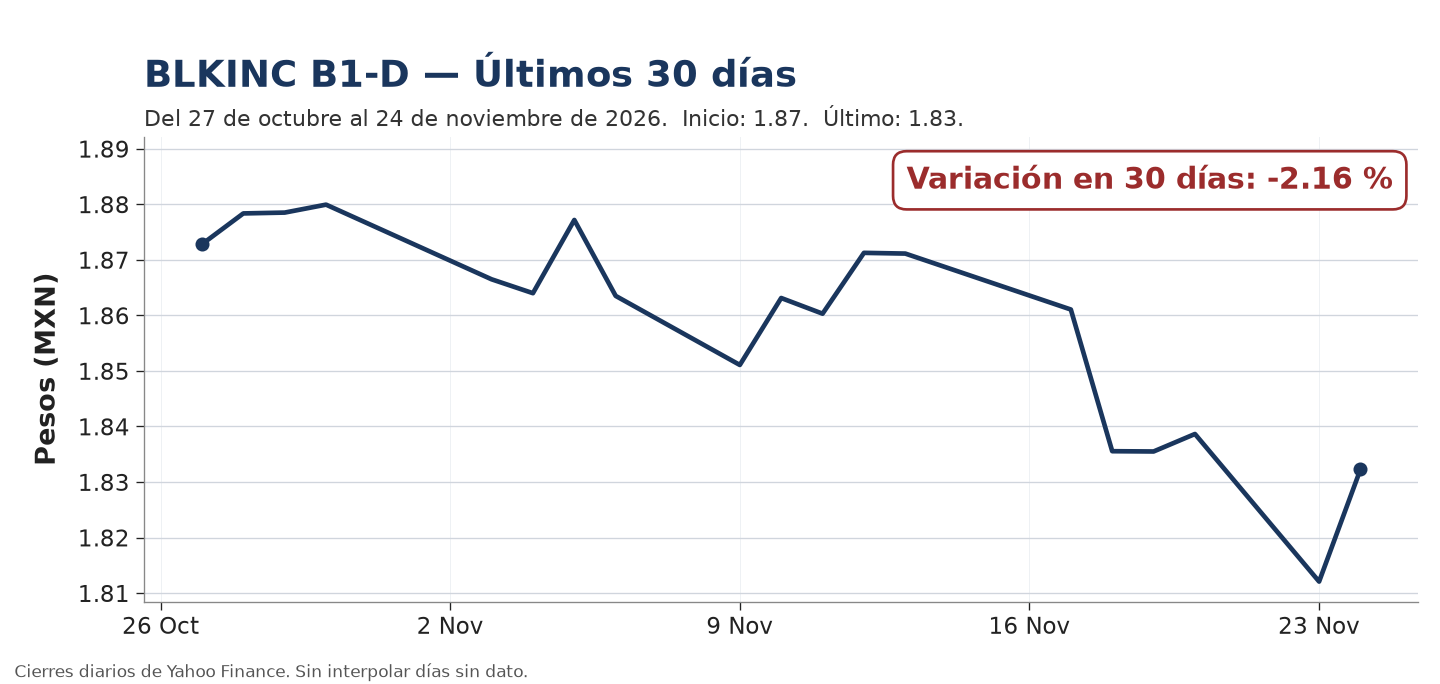 BLKINC B1-D — Últimos 30 días
Del 27 de octubre al 24 de noviembre de 2026.  Inicio: 1.87.  Último: 1.83.
Variación en 30 días: -2.16 %
Pesos (MXN)
1.89
1.88
1.87
1.86
1.85
1.84
1.83
1.82
1.81
26 Oct
2 Nov
9 Nov
16 Nov
23 Nov
Cierres diarios de Yahoo Finance. Sin interpolar días sin dato.